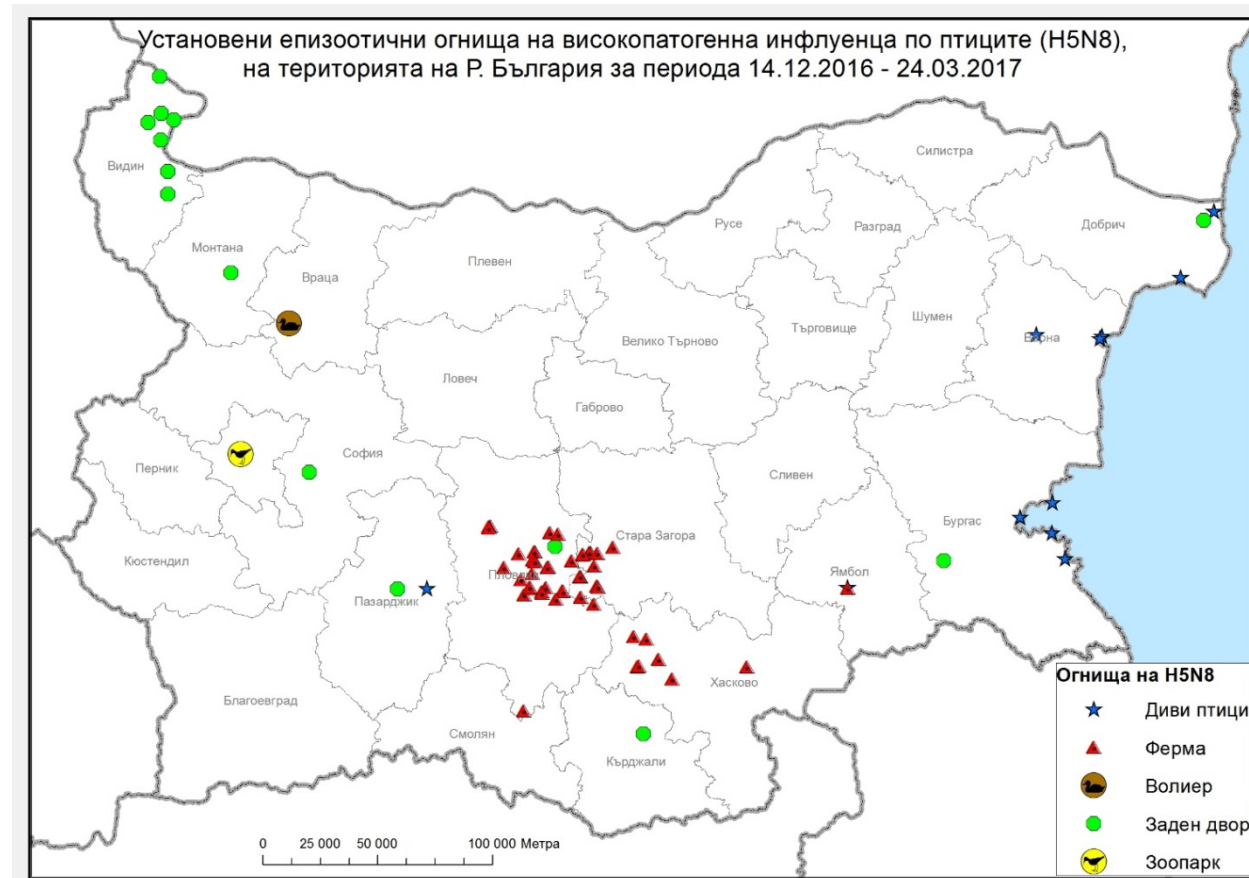 Установени епизоотични огнища на високопатогенна инфлуенца по птиците (H5N8),
на територията на Р. България за периода 14.12.2016 - 24.03.2017
Силистра
Видин
Русе
Разград
Добрич
Монтана
Враца
Плевен
Шумен
Търговище
Варна
Велико Търново
Ловеч
Габрово
София
Перник
Сливен
Бургас
Стара Загора
Кюстендил
Ямбол
Пловдив
Пазарджик
Хасково
Благоевград
Смолян
Кърджали
Огнища на H5N8
Диви птици
Ферма
Волиер
Заден двор
Зоопарк
0 25 000 50 000 100 000 Метра